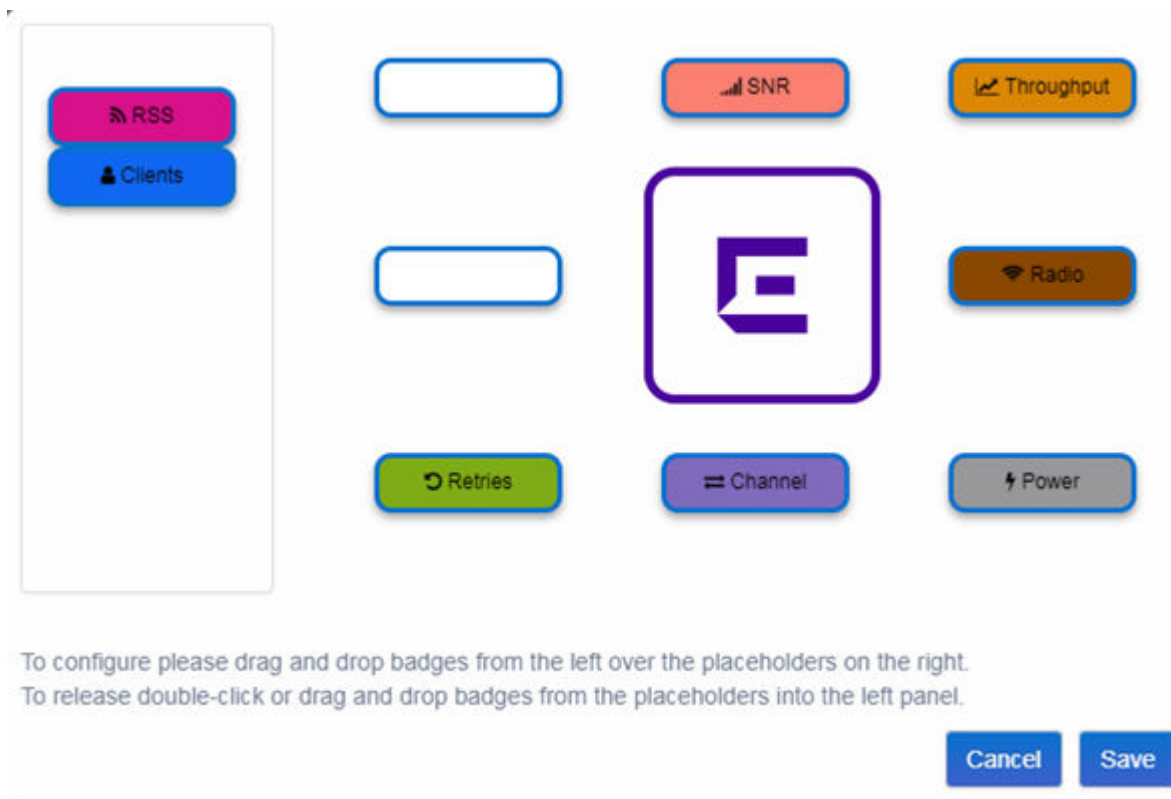 RSS
Clients
SNR
Throughput
Radio
Retries
Channel
Power
To configure please drag and drop badges from the left over the placeholders on the right.
To release double-click or drag and drop badges from the placeholders into the left panel.
Cancel
Save